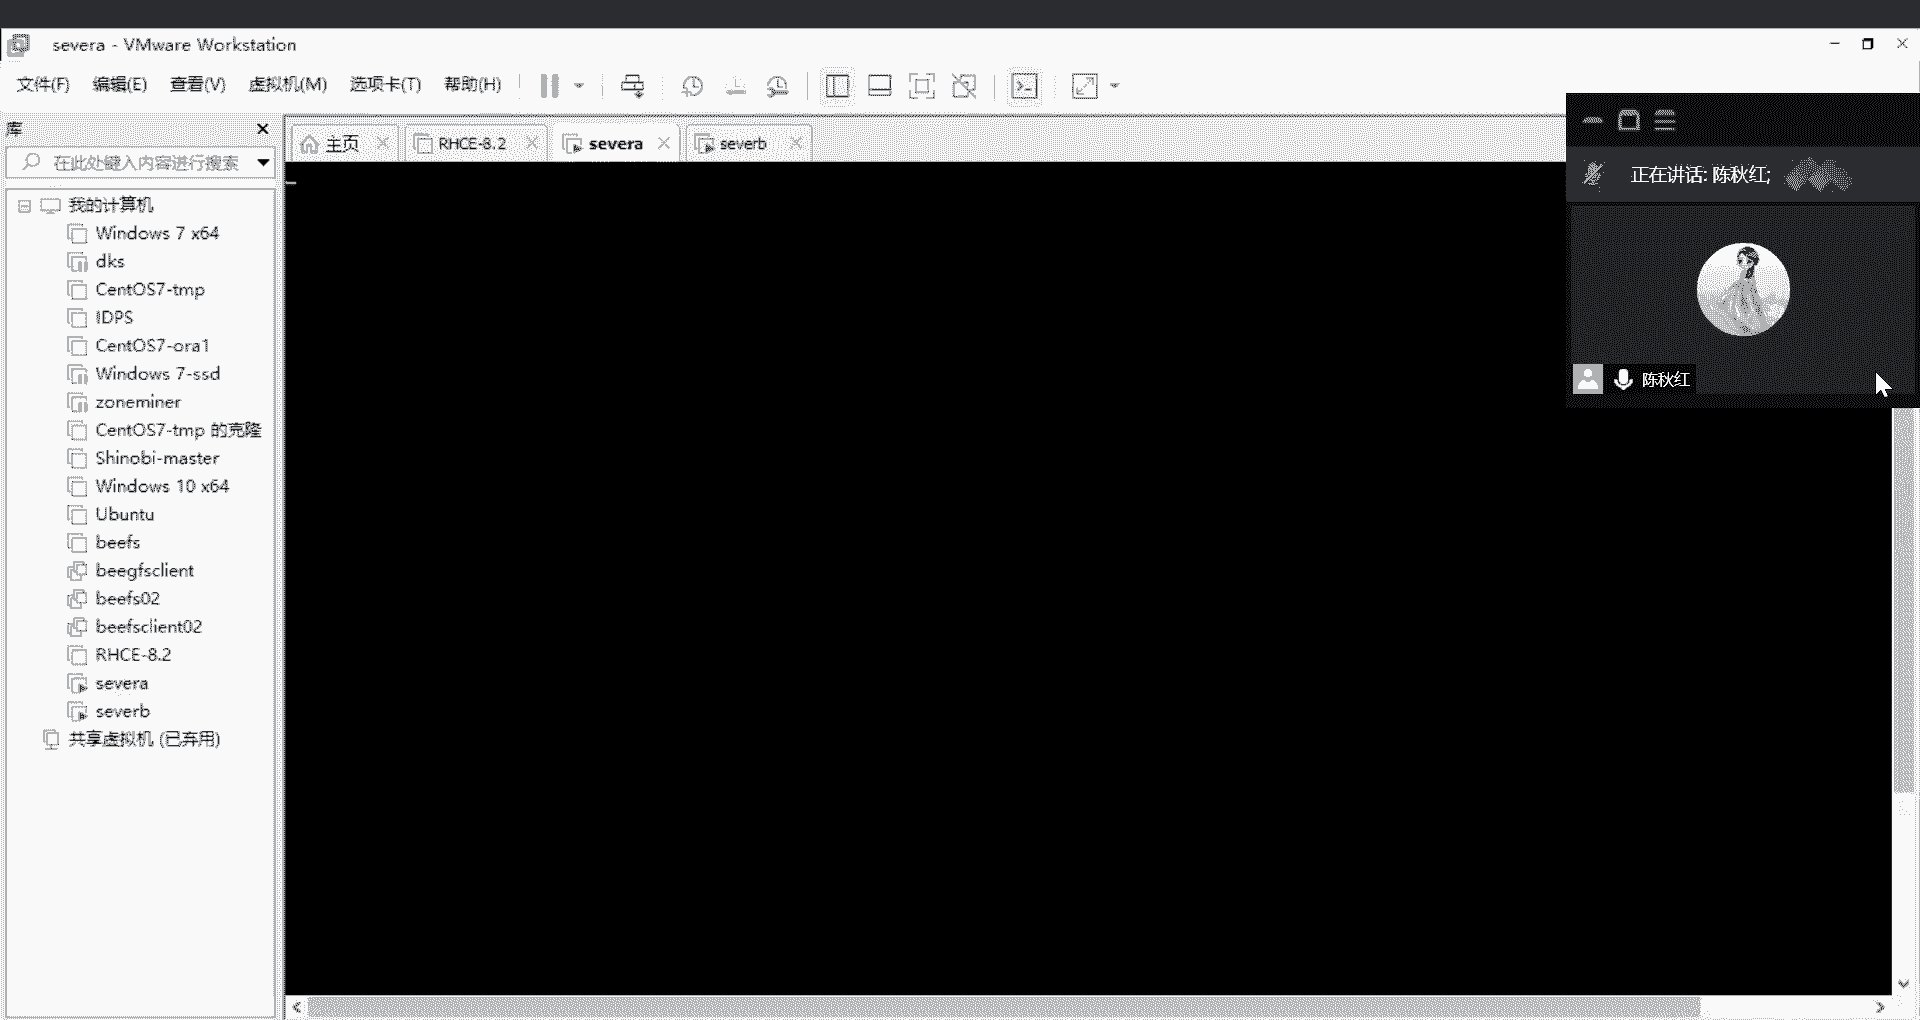 severa - VMware Workstation
文件(F) 编辑(E) 查看(V) 虚拟机(M) 选项卡(T) 帮助(H)
库
主页 RHCE-8.2 severa severb
在此处键入内容进行搜索
正在讲话: 陈秋红;
我的计算机
Windows 7 x64
dks
CentOS7-tmp
IDPS
CentOS7-ora1
Windows 7-ssd
陈秋红
zoneminer
CentOS7-tmp 的克隆
Shinobi-master
Windows 10 x64
Ubuntu
beefs
beegfsclient
beefs02
beefsclient02
RHCE-8.2
severa
severb
共享虚拟机 (已弃用)